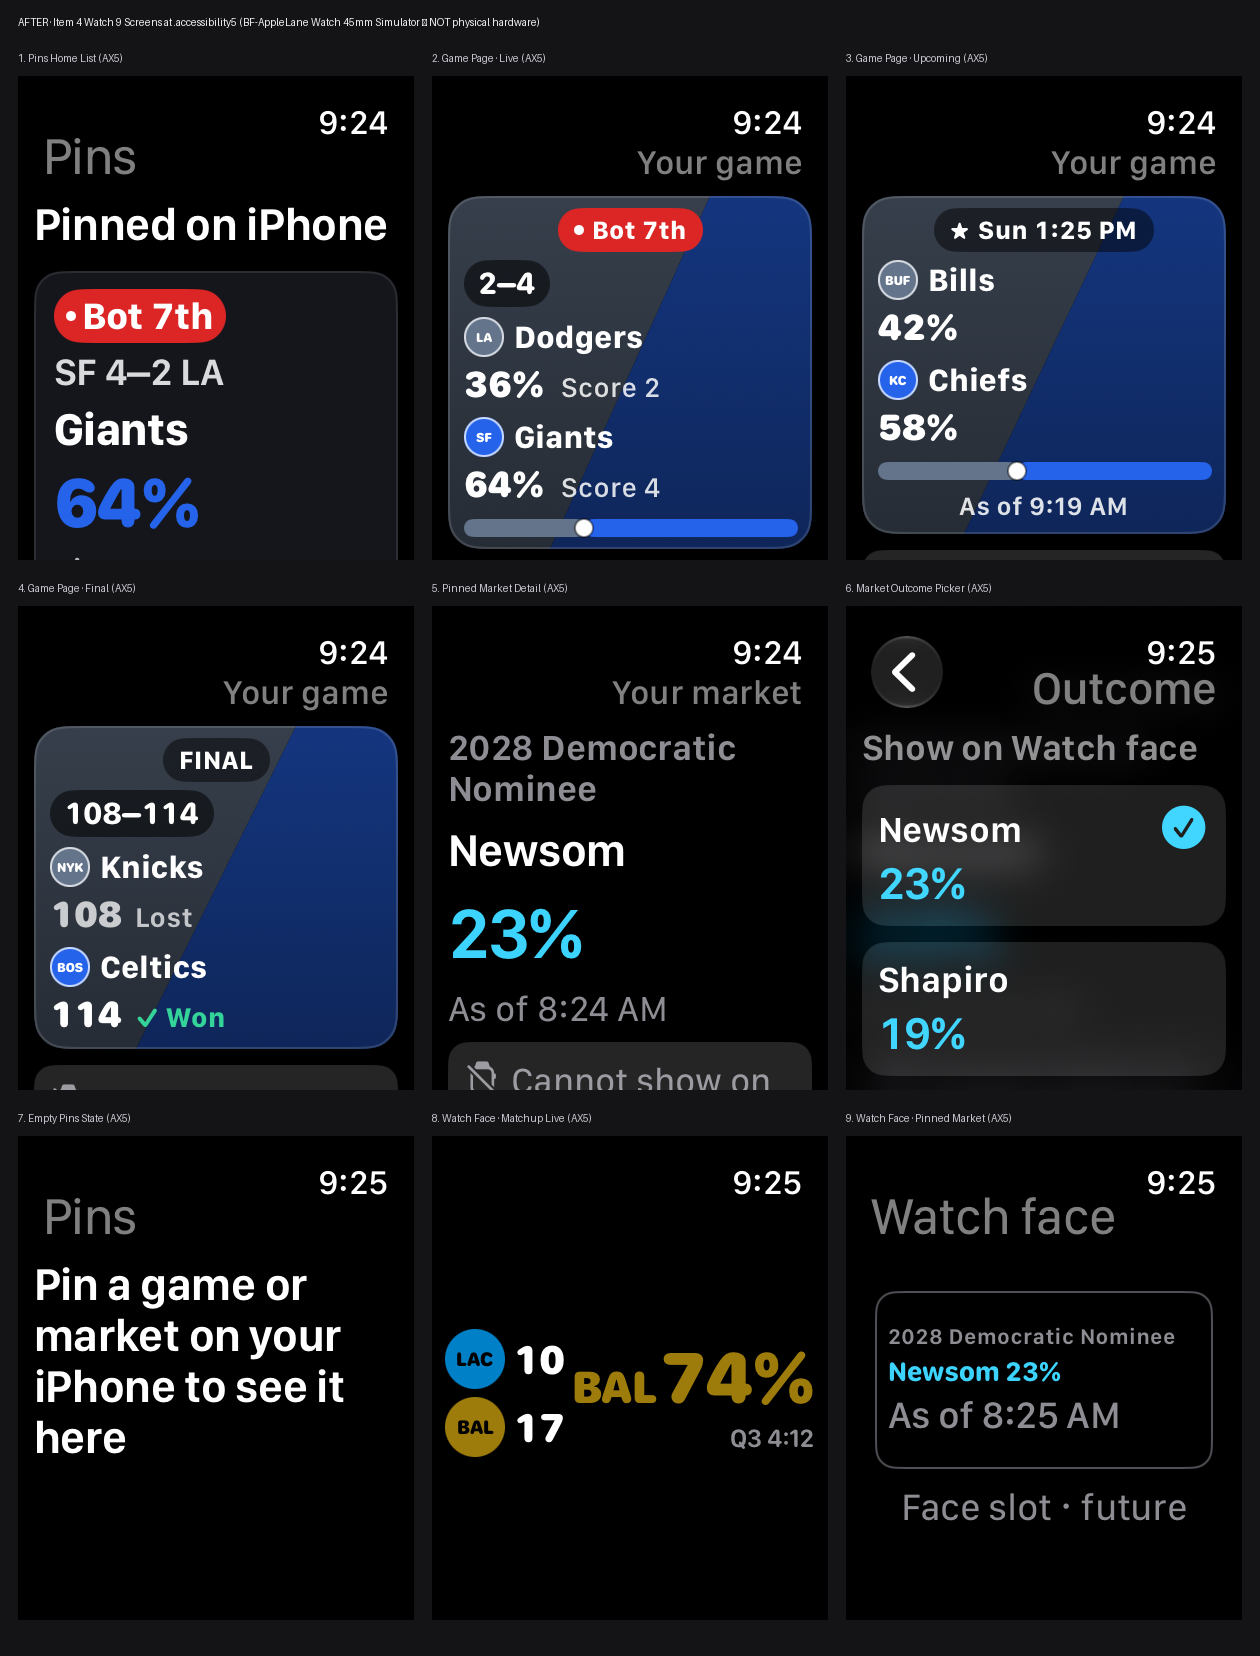 AFTER · Item 4 Watch 9 Screens at .accessibility5 (BF-AppleLane Watch 45mm Simulator NOT physical hardware)
1. Pins Home List (AX5)
9:24
Pins
Pinned on iPhone
• Bot 7th
SF 4–2 LA
Giants
64%
2. Game Page · Live (AX5)
9:24
Your game
• Bot 7th
2–4
LA Dodgers
36% Score 2
SF Giants
64% Score 4
3. Game Page · Upcoming (AX5)
9:24
Your game
★ Sun 1:25 PM
BUF Bills
42%
KC Chiefs
58%
As of 9:19 AM
4. Game Page · Final (AX5)
9:24
Your game
FINAL
108–114
NYK Knicks
108 Lost
BOS Celtics
114 ✓ Won
5. Pinned Market Detail (AX5)
9:24
Your market
2028 Democratic
Nominee
Newsom
23%
As of 8:24 AM
Cannot show on
6. Market Outcome Picker (AX5)
9:25
Outcome
Show on Watch face
Newsom
23%
Shapiro
19%
7. Empty Pins State (AX5)
9:25
Pins
Pin a game or
market on your
iPhone to see it
here
8. Watch Face · Matchup Live (AX5)
9:25
LAC 10
BAL 74%
BAL 17
Q3 4:12
9. Watch Face · Pinned Market (AX5)
9:25
Watch face
2028 Democratic Nominee
Newsom 23%
As of 8:25 AM
Face slot · future